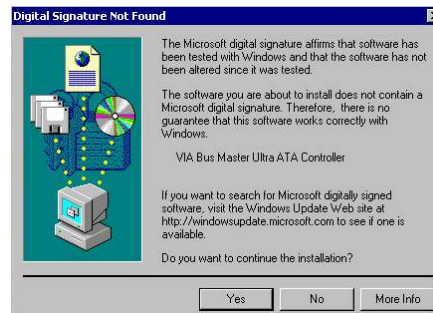 Digital Signature Not Found
The Microsoft digital signature affirms that software has
been tested with Windows and that the software has not
been altered since it was tested.
The software you are about to install does not contain a
Microsoft digital signature. Therefore, there is no
guarantee that this software works correctly with
Windows.
VIA Bus Master Ultra ATA Controller
If you want to search for Microsoft digitally signed
software, visit the Windows Update Web site at
http://windowsupdate.microsoft.com to see if one is
available.
Do you want to continue the installation?
Yes No More Info